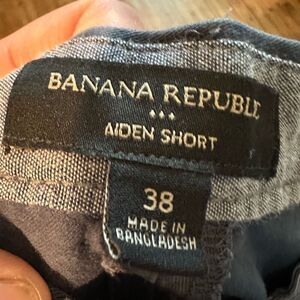 BANANA REPUBLIC
AIDEN SHORT
38
MADE IN
BANGLADESH